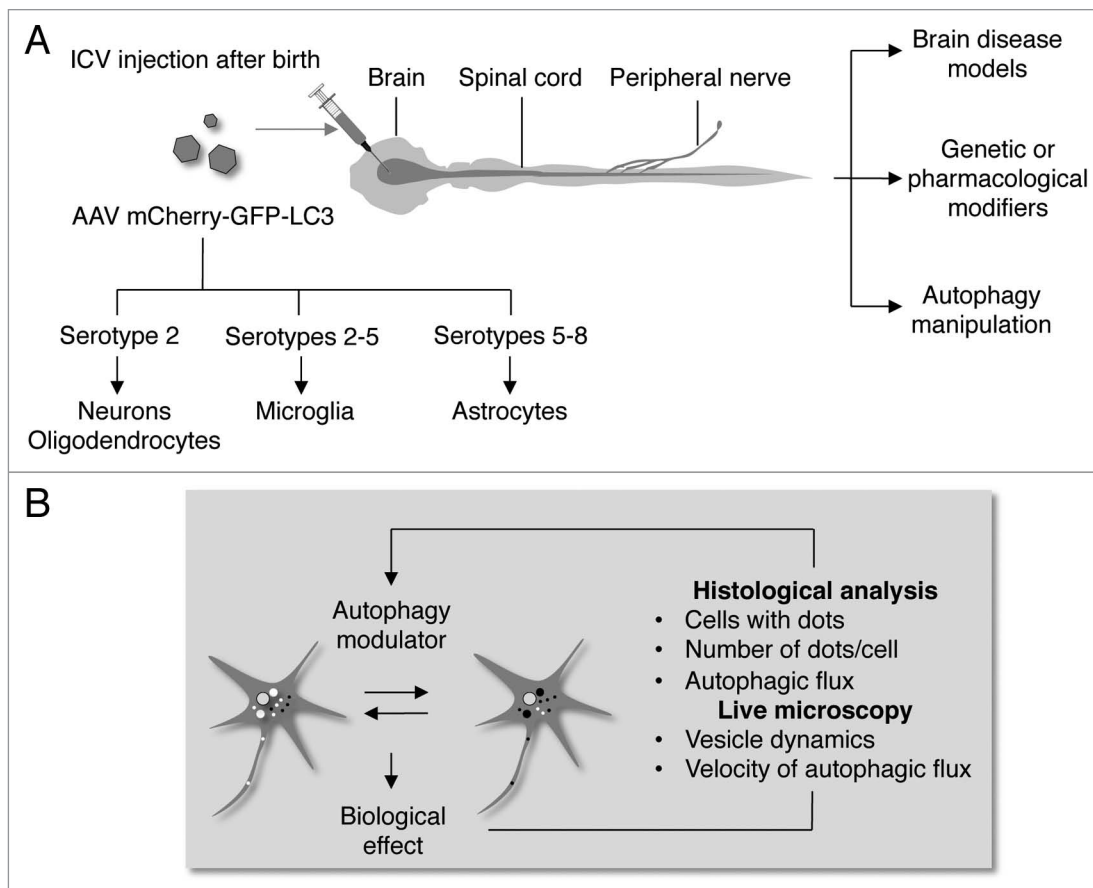 A
ICV injection after birth
Brain
Spinal cord
Peripheral nerve
Brain disease
models
Genetic or
pharmacological
modifiers
Autophagy
manipulation
AAV mCherry-GFP-LC3
Serotype 2
Serotypes 2-5
Serotypes 5-8
Neurons
Oligodendrocytes
Microglia
Astrocytes
B
Autophagy
modulator
Biological
effect
Histological analysis
• Cells with dots
• Number of dots/cell
• Autophagic flux
Live microscopy
• Vesicle dynamics
• Velocity of autophagic flux